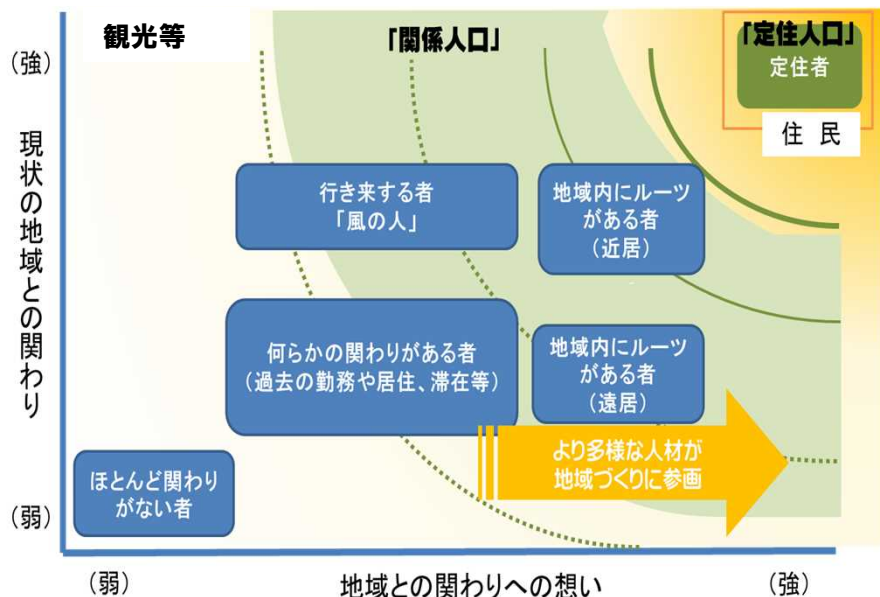 観光等
「関係人口」
「定住人口」
定住者
住 民
(強)
現状の地域との関わり
(弱)
行き来する者
「風の人」
地域内にルーツ
がある者
(近居)
何らかの関わりがある者
(過去の勤務や居住、滞在等)
地域内にルーツ
がある者
(遠居)
より多様な人材が
地域づくりに参画
ほとんど関わり
がない者
(弱)
地域との関わりへの想い
(強)